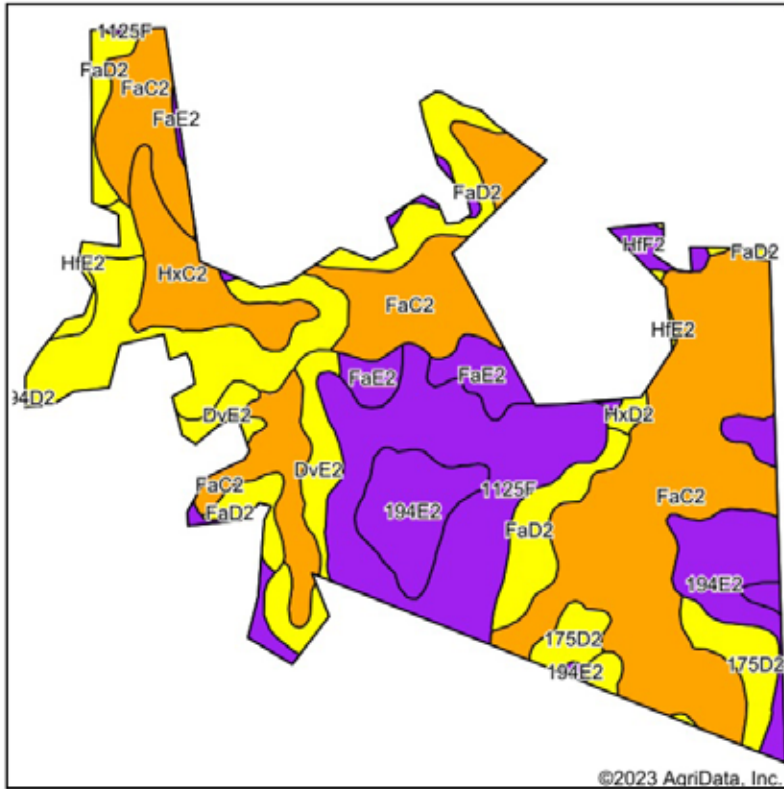 1125F
FaD2
FaC2
FaE2
FaD2
HfE2
HxC2
HfF2
FaD2
FaC2
HfE2
FaE2
FaE2
94D2
DvE2
HxD2
DvE2
FaC2
1125F
FaC2
FaD2
194E2
FaD2
194E2
175D2
194E2
175D2
©2023 AgriData, Inc.